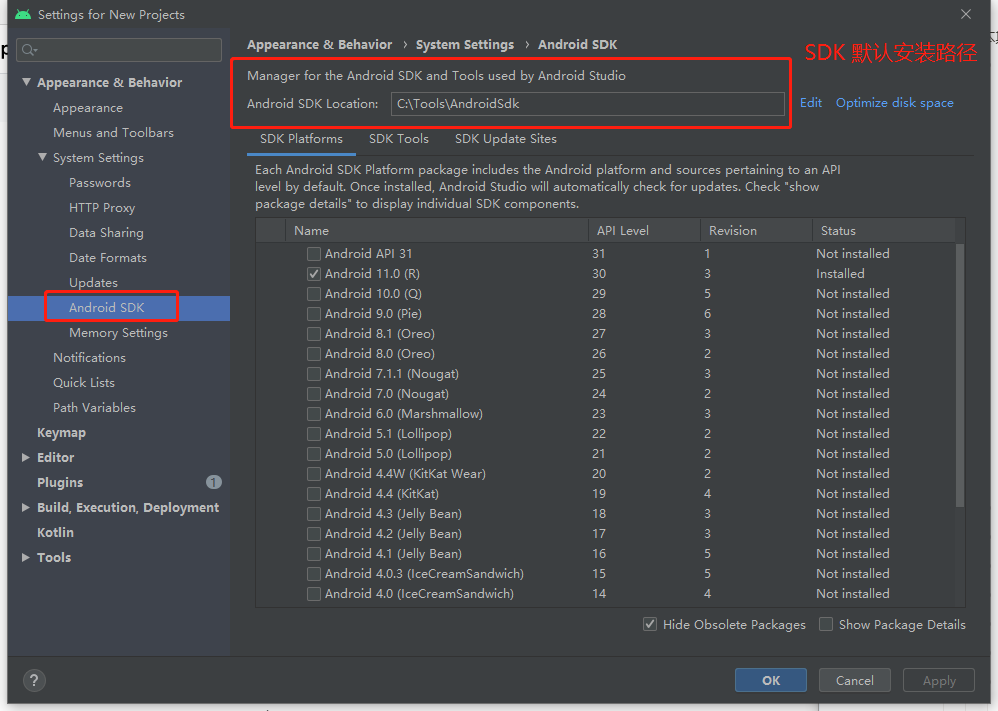 Settings for New Projects
Appearance & Behavior › System Settings › Android SDK
SDK 默认安装路径
Manager for the Android SDK and Tools used by Android Studio
Android SDK Location: C:\Tools\AndroidSdk Edit Optimize disk space
Appearance & Behavior
Appearance
Menus and Toolbars
System Settings
Passwords
HTTP Proxy
Data Sharing
Date Formats
Updates
Android SDK
Memory Settings
Notifications
Quick Lists
Path Variables
Keymap
Editor
Plugins 1
Build, Execution, Deployment
Kotlin
Tools
SDK Platforms SDK Tools SDK Update Sites
Each Android SDK Platform package includes the Android platform and sources pertaining to an API
level by default. Once installed, Android Studio will automatically check for updates. Check "show
package details" to display individual SDK components.
Name API Level Revision Status
Android API 31 31 1 Not installed
Android 11.0 (R) 30 3 Installed
Android 10.0 (Q) 29 5 Not installed
Android 9.0 (Pie) 28 6 Not installed
Android 8.1 (Oreo) 27 3 Not installed
Android 8.0 (Oreo) 26 2 Not installed
Android 7.1.1 (Nougat) 25 3 Not installed
Android 7.0 (Nougat) 24 2 Not installed
Android 6.0 (Marshmallow) 23 3 Not installed
Android 5.1 (Lollipop) 22 2 Not installed
Android 5.0 (Lollipop) 21 2 Not installed
Android 4.4W (KitKat Wear) 20 2 Not installed
Android 4.4 (KitKat) 19 4 Not installed
Android 4.3 (Jelly Bean) 18 3 Not installed
Android 4.2 (Jelly Bean) 17 3 Not installed
Android 4.1 (Jelly Bean) 16 5 Not installed
Android 4.0.3 (IceCreamSandwich) 15 5 Not installed
Android 4.0 (IceCreamSandwich) 14 4 Not installed
Hide Obsolete Packages Show Package Details
? OK Cancel Apply